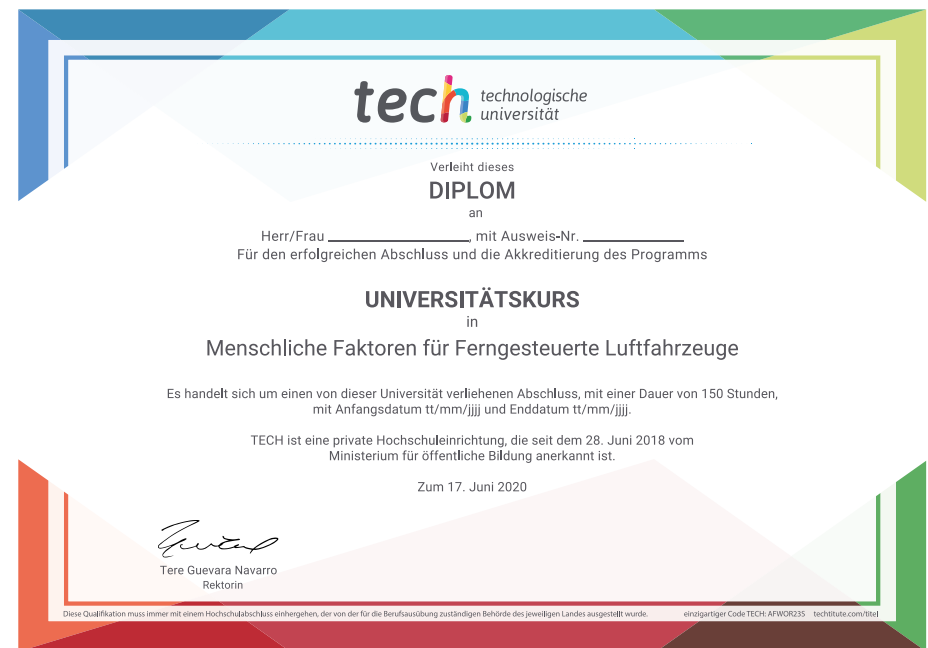 tech technologische
universität
Verleiht dieses
DIPLOM
an
Herr/Frau ____________________, mit Ausweis-Nr. ______________
Für den erfolgreichen Abschluss und die Akkreditierung des Programms
UNIVERSITÄTSKURS
in
Menschliche Faktoren für Ferngesteuerte Luftfahrzeuge
Es handelt sich um einen von dieser Universität verliehenen Abschluss, mit einer Dauer von 150 Stunden,
mit Anfangsdatum tt/mm/jjjj und Enddatum tt/mm/jjjj.
TECH ist eine private Hochschuleinrichtung, die seit dem 28. Juni 2018 vom
Ministerium für öffentliche Bildung anerkannt ist.
Zum 17. Juni 2020
Tere Guevara Navarro
Rektorin
Diese Qualifikation muss immer mit einem Hochschulabschluss einhergehen, der von der für die Berufsausübung zuständigen Behörde des jeweiligen Landes ausgestellt wurde. einzigartiger Code TECH: AFWOR23S techtitute.com/titel